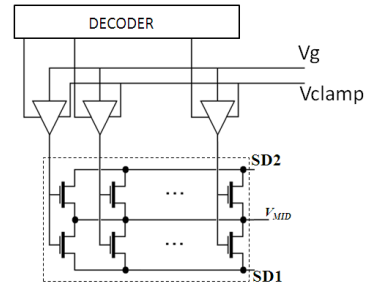 DECODER
Vg
Vclamp
SD2
...
VMID
...
SD1